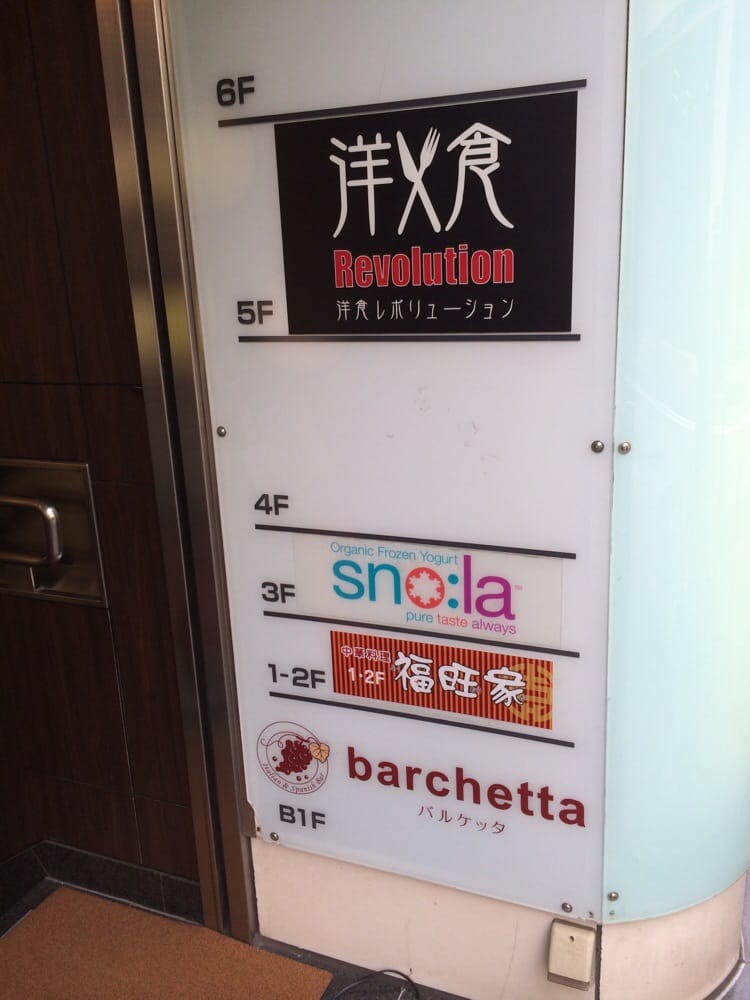 6F
洋食
Revolution
洋食レボリューション
5F
4F
Organic Frozen Yogurt
sno:la™
pure taste always
3F
中華料理
1・2F
福旺家
1-2F
barchetta
バルケッタ
Italian & Spanish Bar
B1F